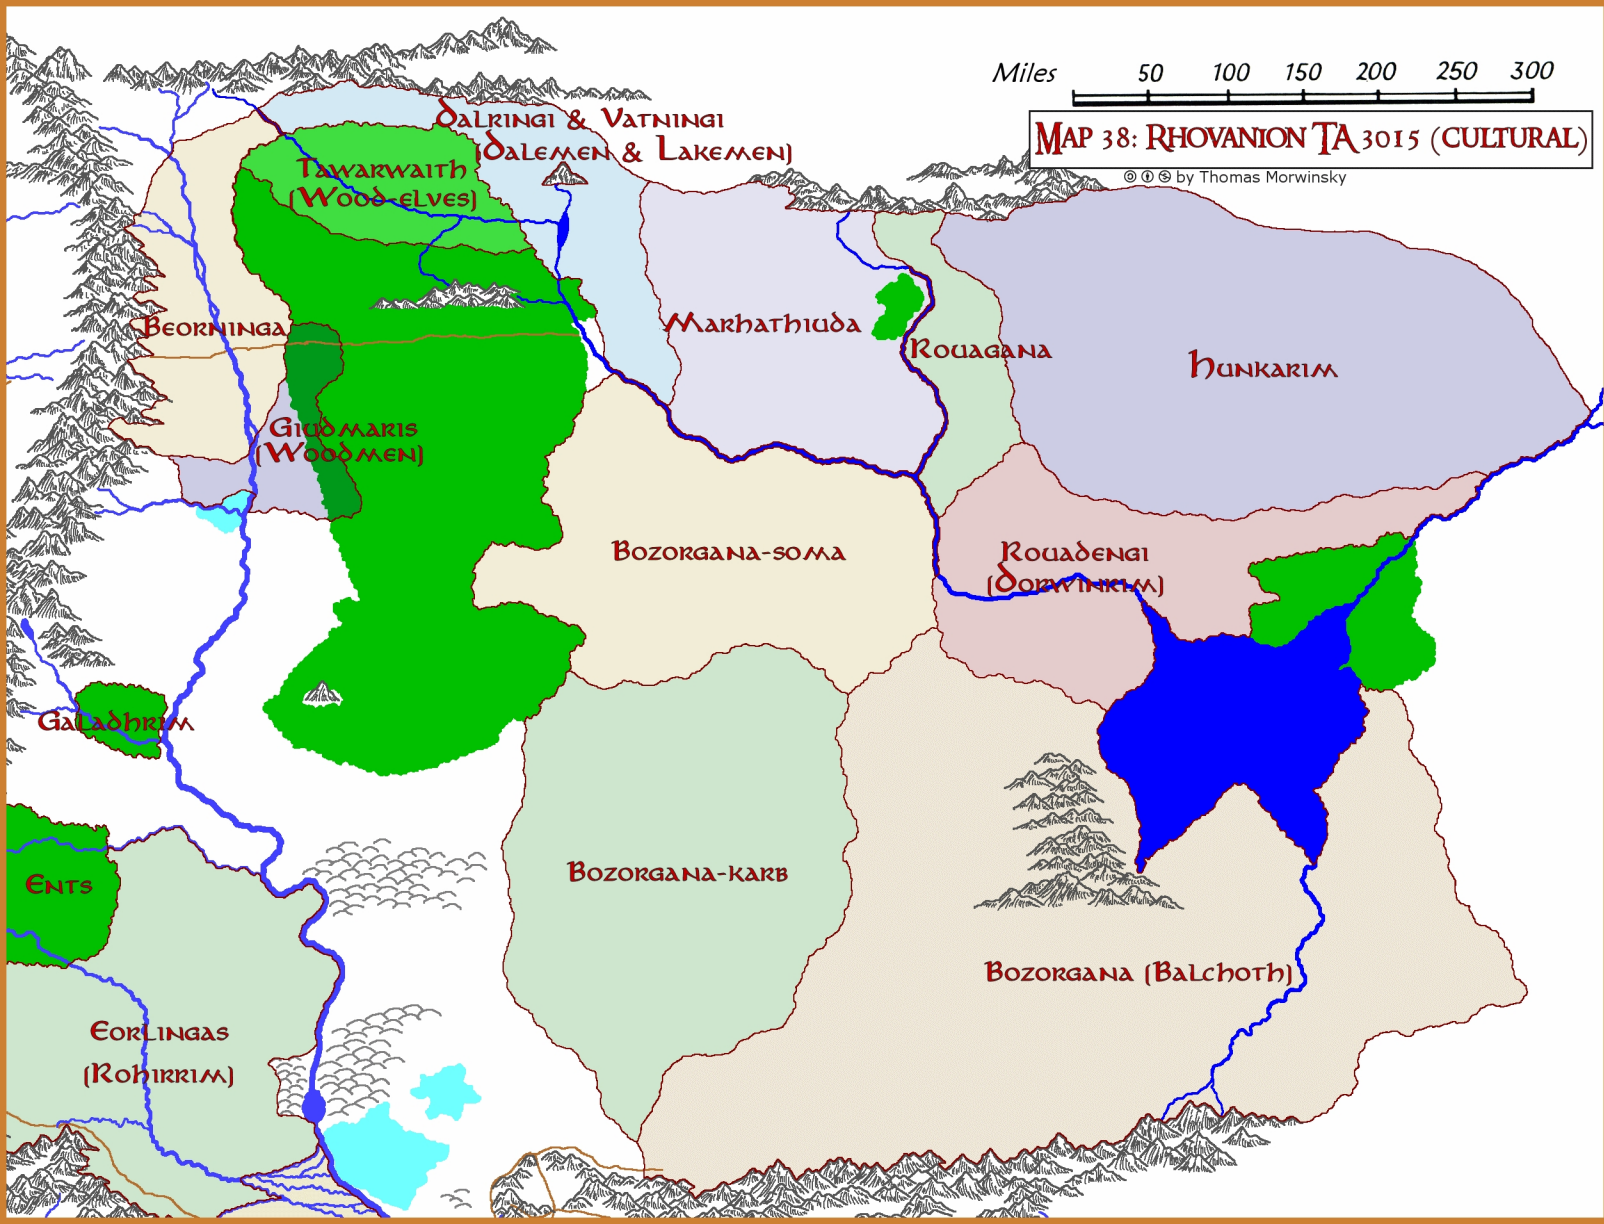 Miles 50 100 150 200 250 300
Map 38: Rhovanion TA 3015 (cultural)
by Thomas Morwinsky
Dalringi & Vatningi
(Dalemen & Lakemen)
Tawarwaith
(Wood-elves)
Beorninga
Marhathiuda
Rouagana
Hunkarim
Giudmaris
(Woodmen)
Bozorgana-soma
Rouadengi
(Dorwinrim)
Galadhrim
Ents
Bozorgana-karb
Bozorgana (Balchoth)
Eorlingas
(Rohirrim)